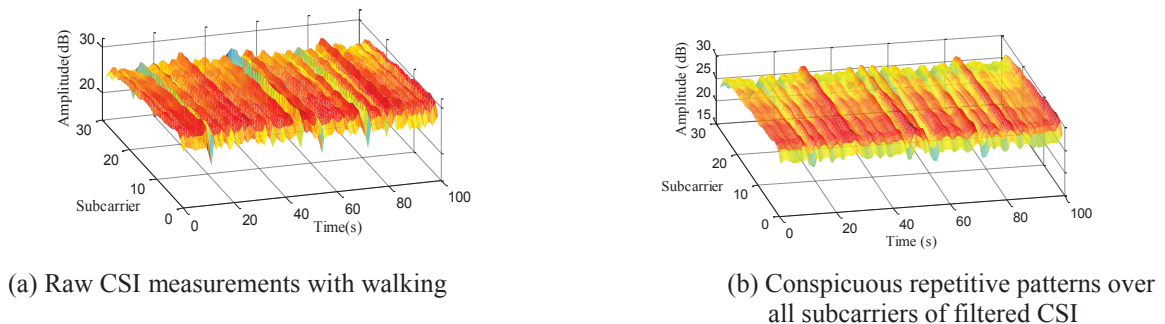 Amplitude(dB)
30
20
30
20
10
0
Subcarrier
0
20
40
60
80
100
Time(s)
(a) Raw CSI measurements with walking
Amplitude (dB)
30
25
20
15
30
20
10
0
Subcarrier
0
20
40
60
80
100
Time (s)
(b) Conspicuous repetitive patterns over
all subcarriers of filtered CSI